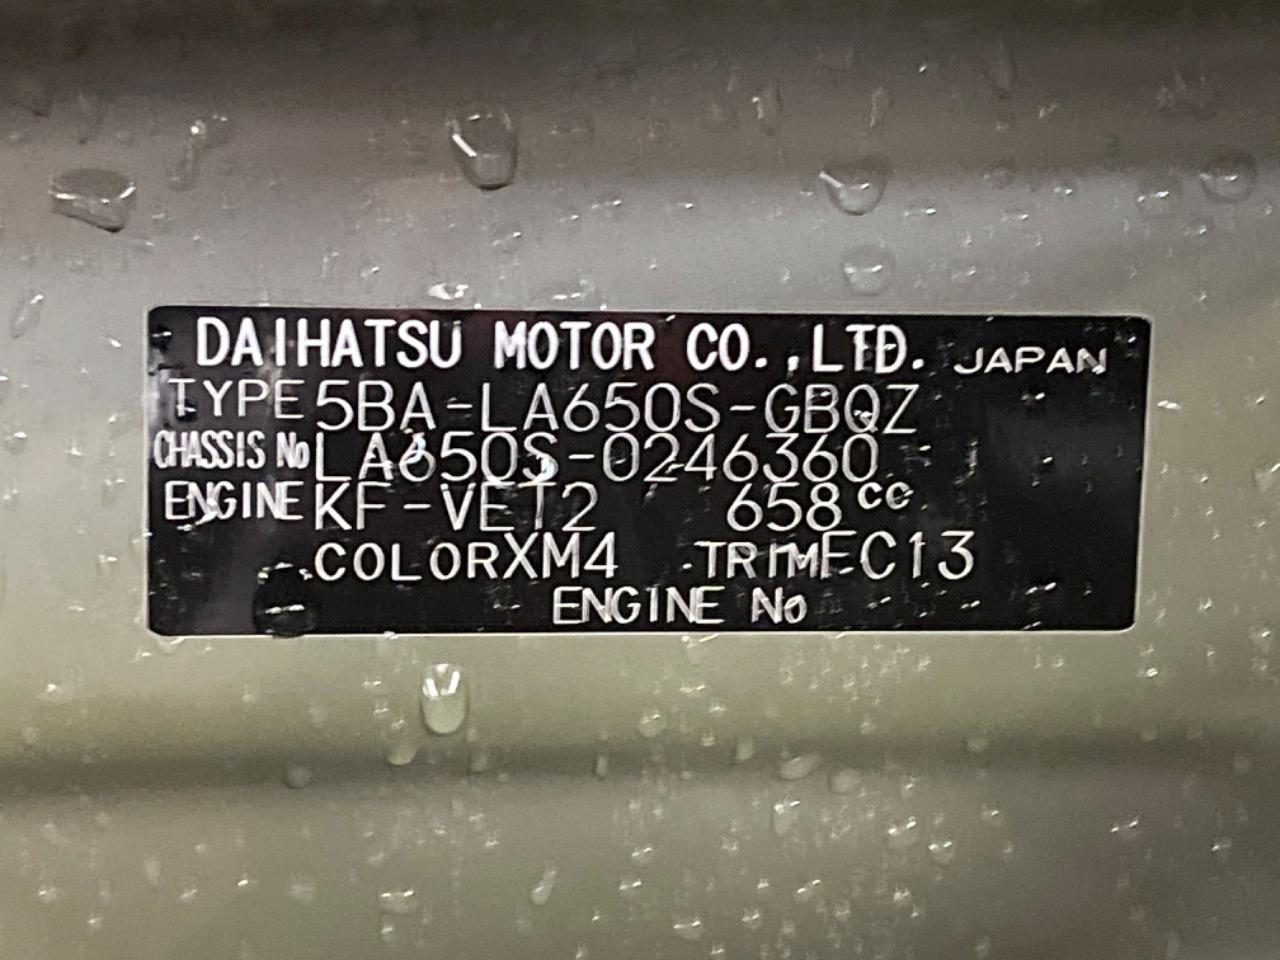 DAIHATSU MOTOR CO.,LTD. JAPAN
TYPE 5BA-LA650S-GBQZ
CHASSIS No LA650S-0246360
ENGINE KF-VET2 658cc
COLOR XM4 TRIM FC13
ENGINE No